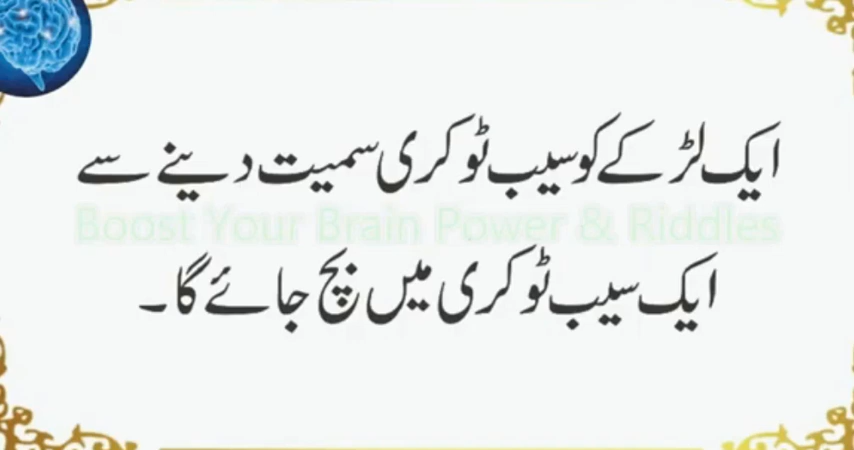 ایک لڑکے کو سیب ٹوکری سمیت دینے سے
Boost Your Brain Power & Riddles
ایک سیب ٹوکری میں بچ جائے گا۔